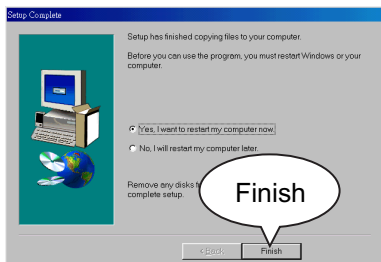 Setup Complete
Setup has finished copying files to your computer.
Before you can use the program, you must restart Windows or your
computer.
Yes, I want to restart my computer now.
No, I will restart my computer later.
Remove any disks
complete setup.
Finish
< Back
Finish